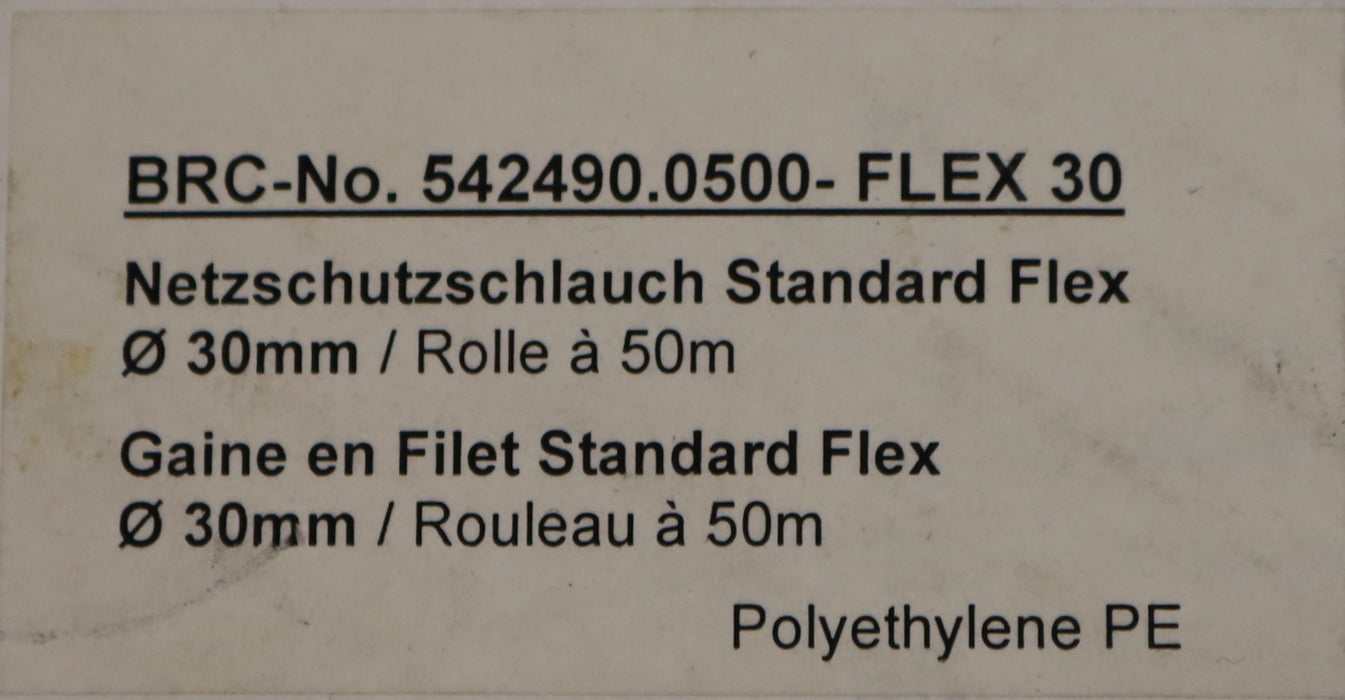 BRC-No. 542490.0500- FLEX 30
Netzschutzschlauch Standard Flex
Ø 30mm / Rolle à 50m
Gaine en Filet Standard Flex
Ø 30mm / Rouleau à 50m
Polyethylene PE